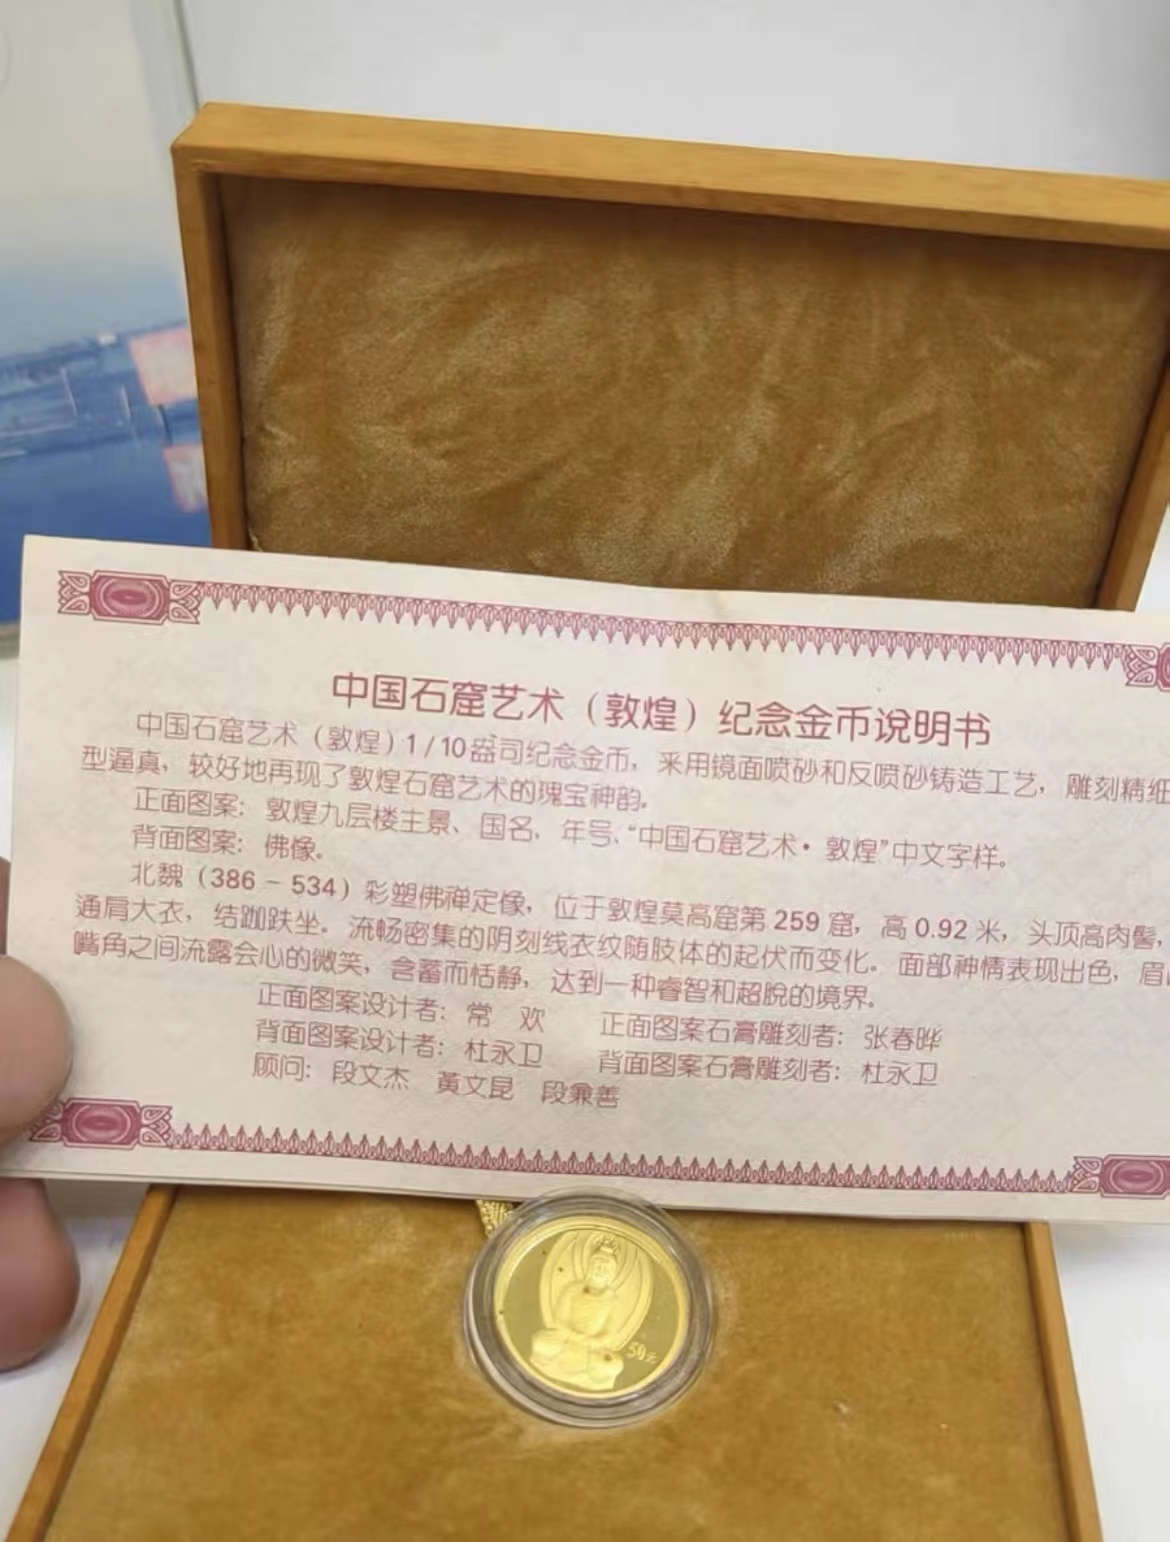 中国石窟艺术（敦煌）纪念金币说明书
中国石窟艺术（敦煌）1/10盎司纪念金币，采用镜面喷砂和反喷砂铸造工艺，雕刻精细
型逼真，较好地再现了敦煌石窟艺术的瑰宝神韵。
正面图案：敦煌九层楼主景、国名、年号、“中国石窟艺术·敦煌”中文字样。
背面图案：佛像。
北魏（386－534）彩塑佛禅定像，位于敦煌莫高窟第259窟，高0.92米，头顶高肉髻，
通肩大衣，结跏趺坐。流畅密集的阴刻线衣纹随肢体的起伏而变化。面部神情表现出色，眉
嘴角之间流露会心的微笑，含蓄而恬静，达到一种睿智和超脱的境界。
正面图案设计者：常 欢 正面图案石膏雕刻者：张春晔
背面图案设计者：杜永卫 背面图案石膏雕刻者：杜永卫
顾问：段文杰 黄文昆 段兼善
50元